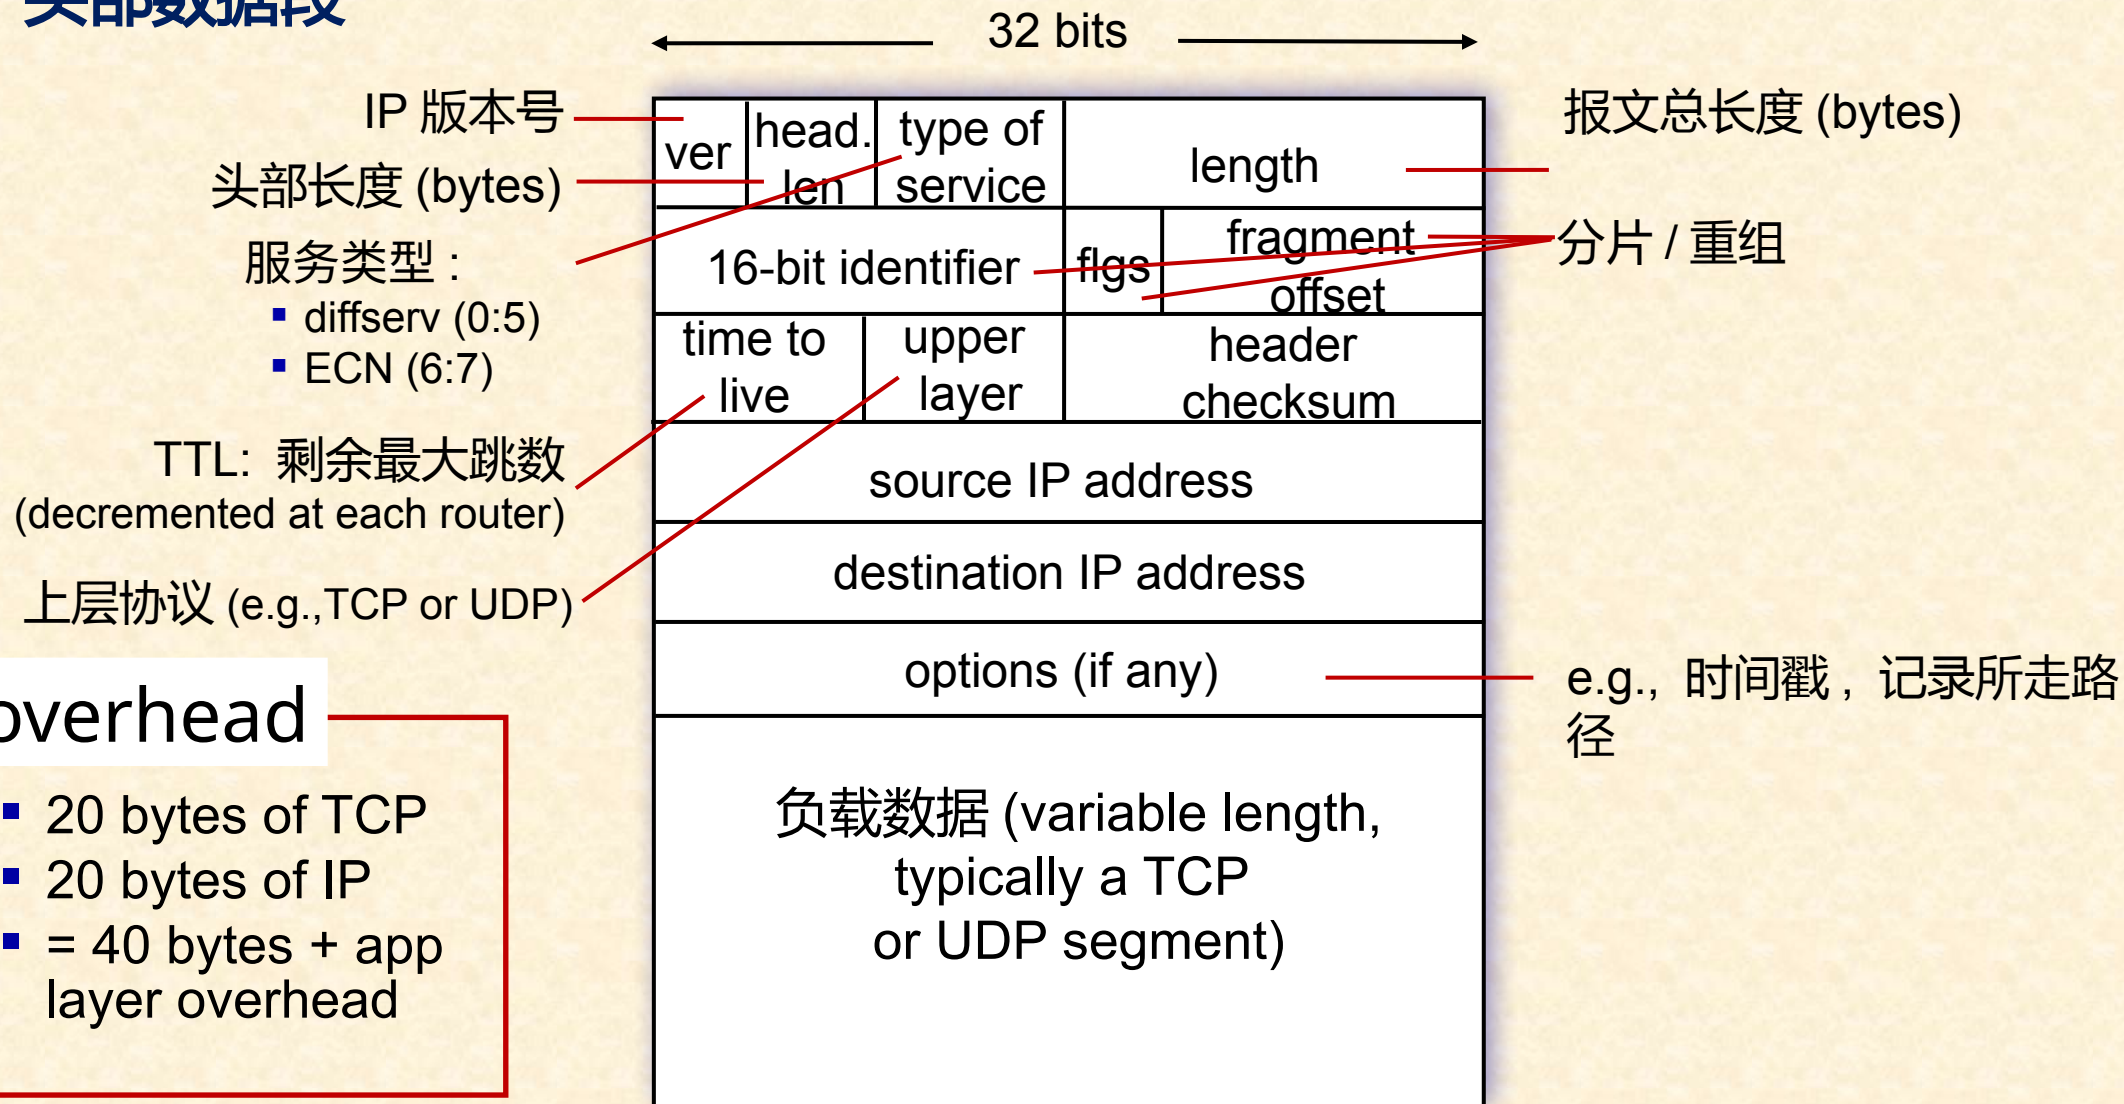 头部数据段
32 bits
IP 版本号
头部长度 (bytes)
服务类型 :
▪ diffserv (0:5)
▪ ECN (6:7)
TTL: 剩余最大跳数
(decremented at each router)
上层协议 (e.g.,TCP or UDP)
overhead
▪ 20 bytes of TCP
▪ 20 bytes of IP
▪ = 40 bytes + app
layer overhead
ver
head.
len
type of
service
length
16-bit identifier
flgs
fragment
offset
time to
live
upper
layer
header
checksum
source IP address
destination IP address
options (if any)
负载数据 (variable length,
typically a TCP
or UDP segment)
报文总长度 (bytes)
分片 / 重组
e.g., 时间戳 , 记录所走路
径